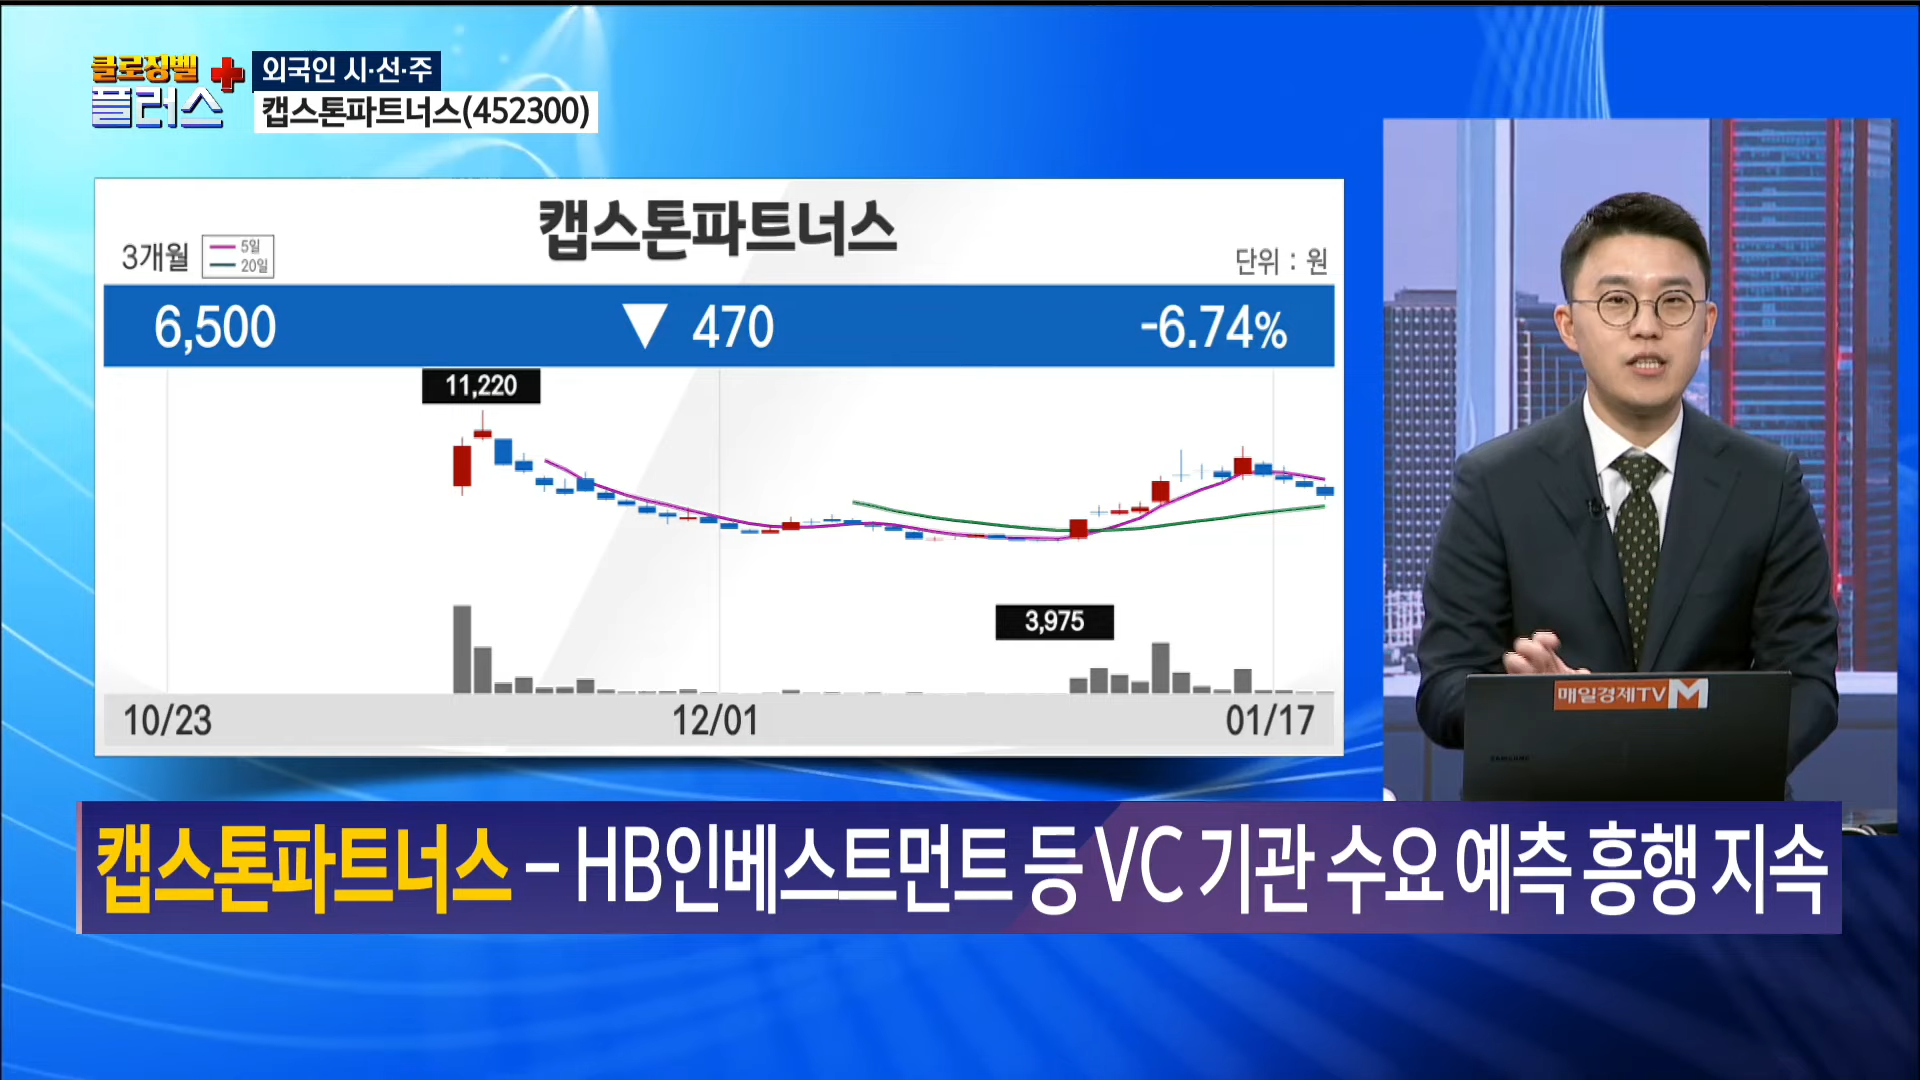 클로징벨
플러스
외국인 시·선·주
캡스톤파트너스(452300)
캡스톤파트너스
3개월
5일
20일
단위 : 원
6,500 ▼ 470 -6.74%
11,220
3,975
10/23 12/01 01/17
매일경제TV M
SAMSUNG
캡스톤파트너스 - HB인베스트먼트 등 VC 기관 수요 예측 흥행 지속